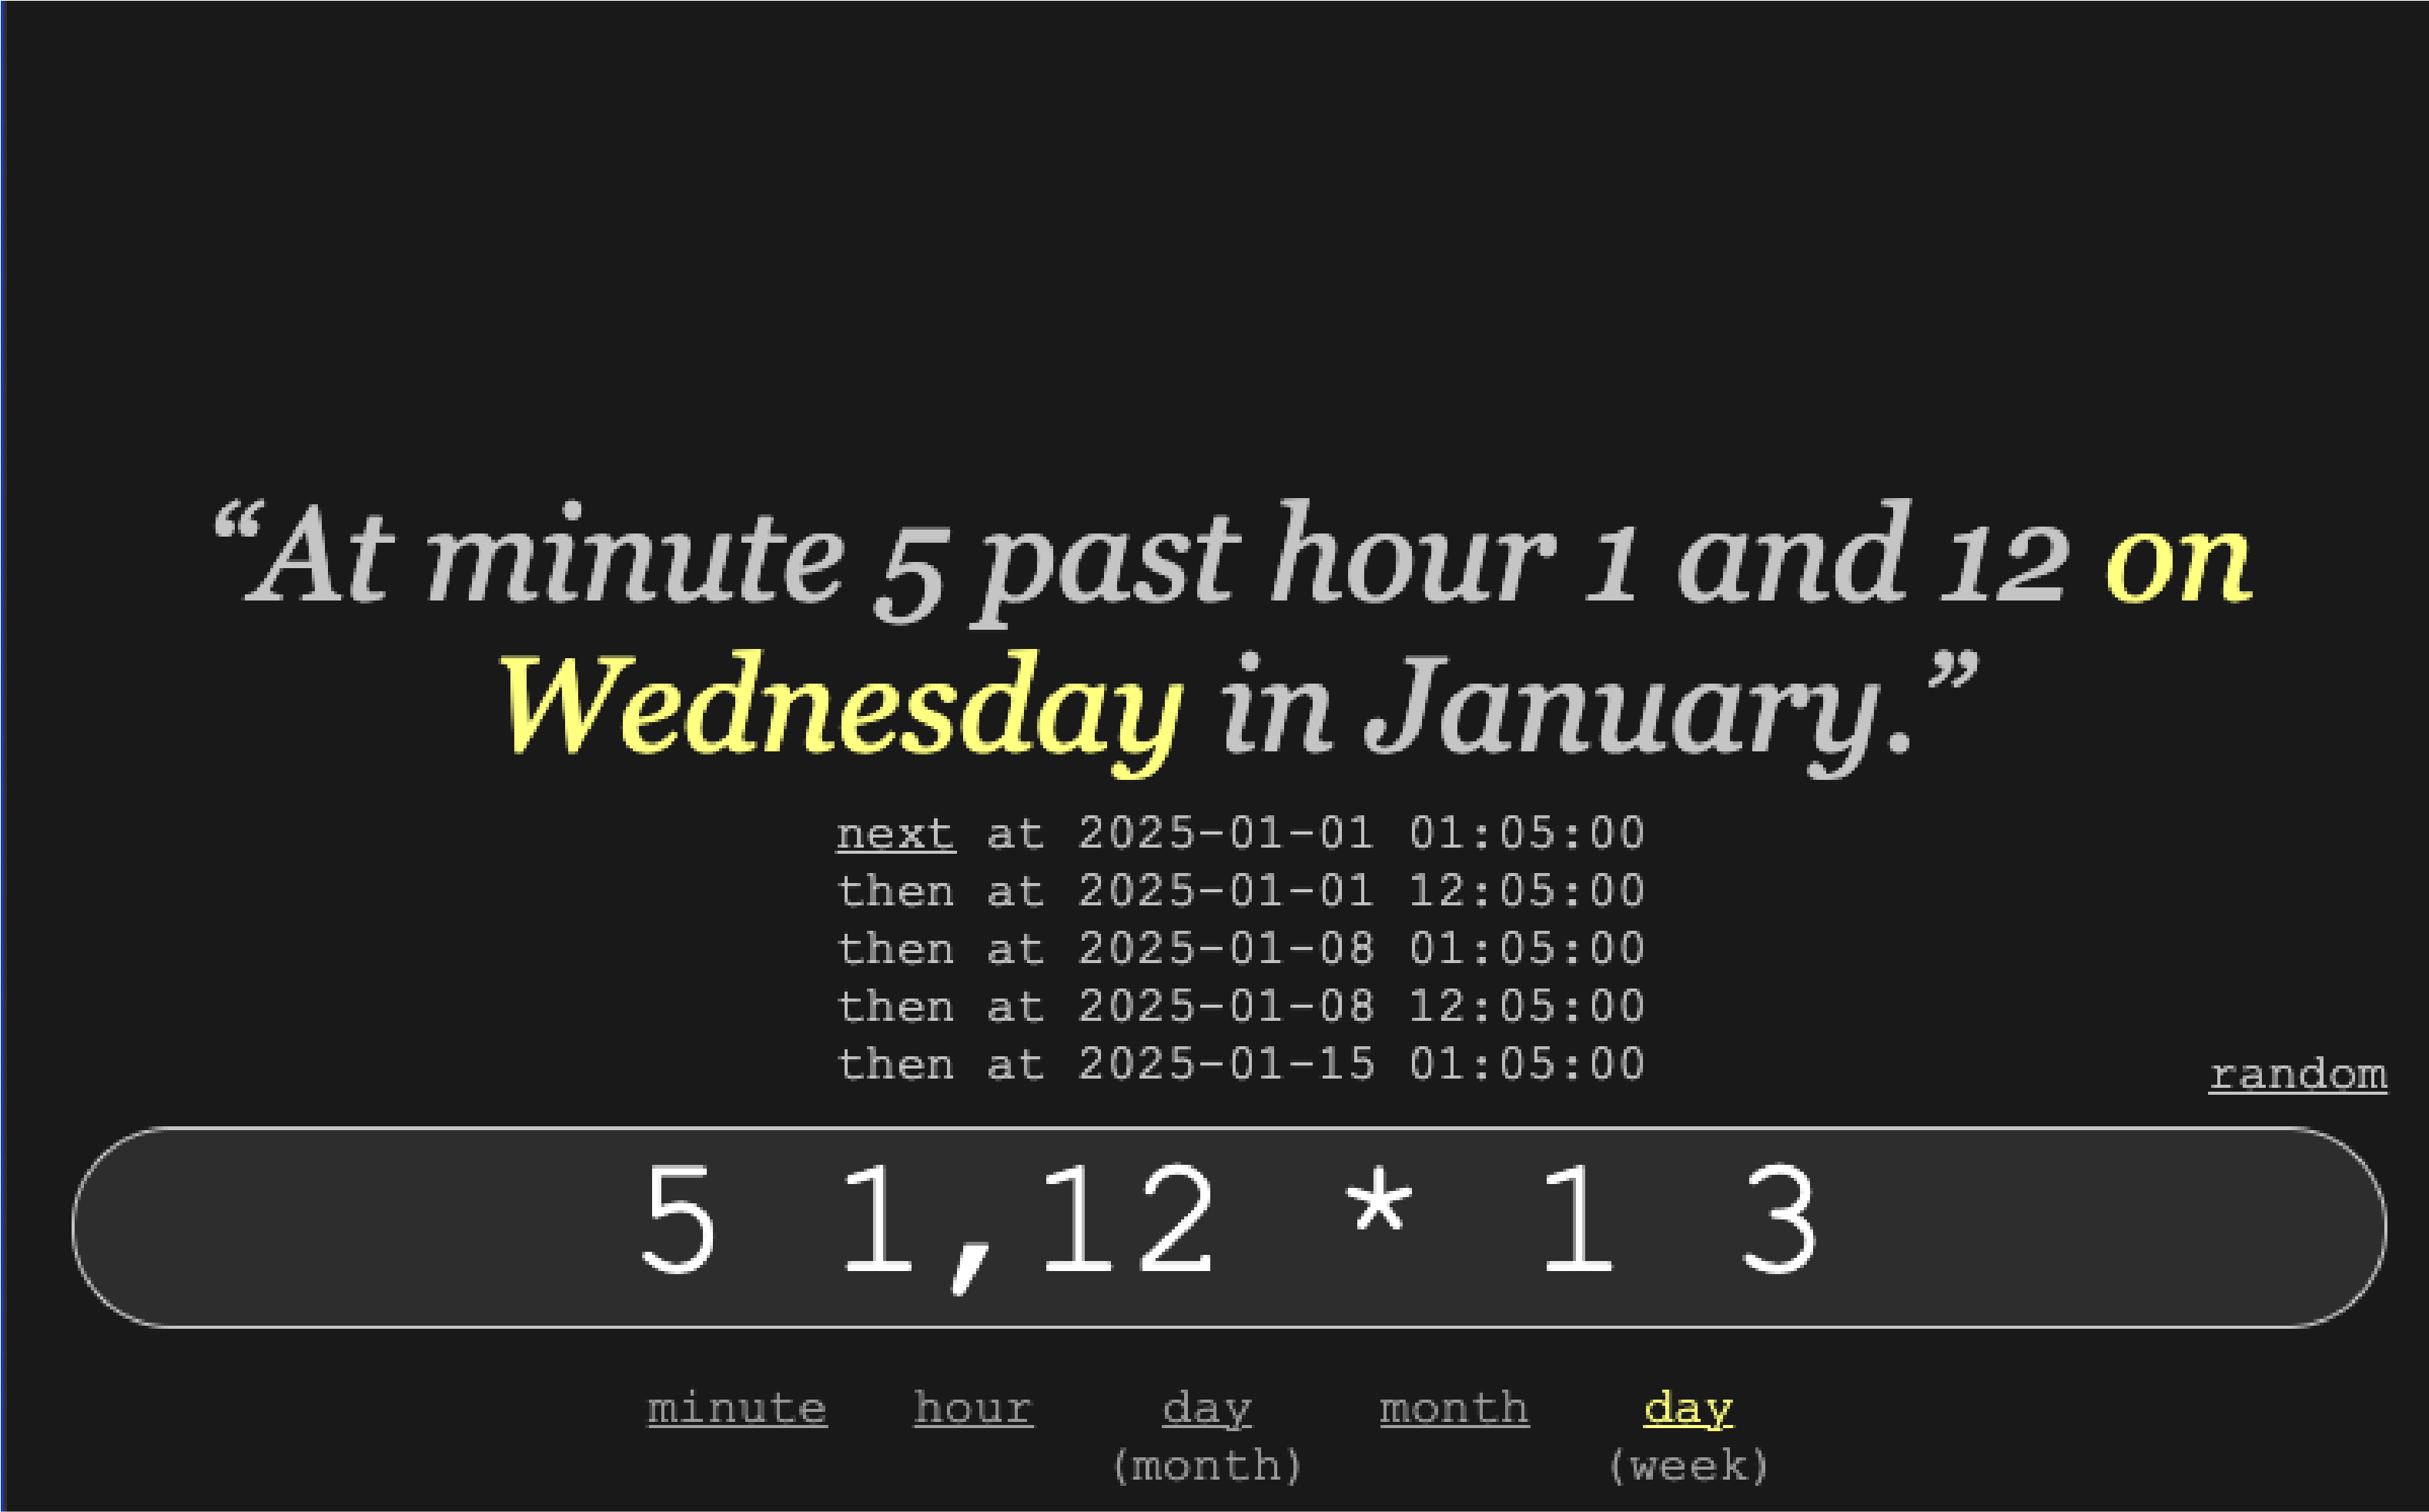 “At minute 5 past hour 1 and 12 on
Wednesday in January.”
next at 2025-01-01 01:05:00
then at 2025-01-01 12:05:00
then at 2025-01-08 01:05:00
then at 2025-01-08 12:05:00
then at 2025-01-15 01:05:00
random
5 1,12 * 1 3
minute hour day month day
(month) (week)